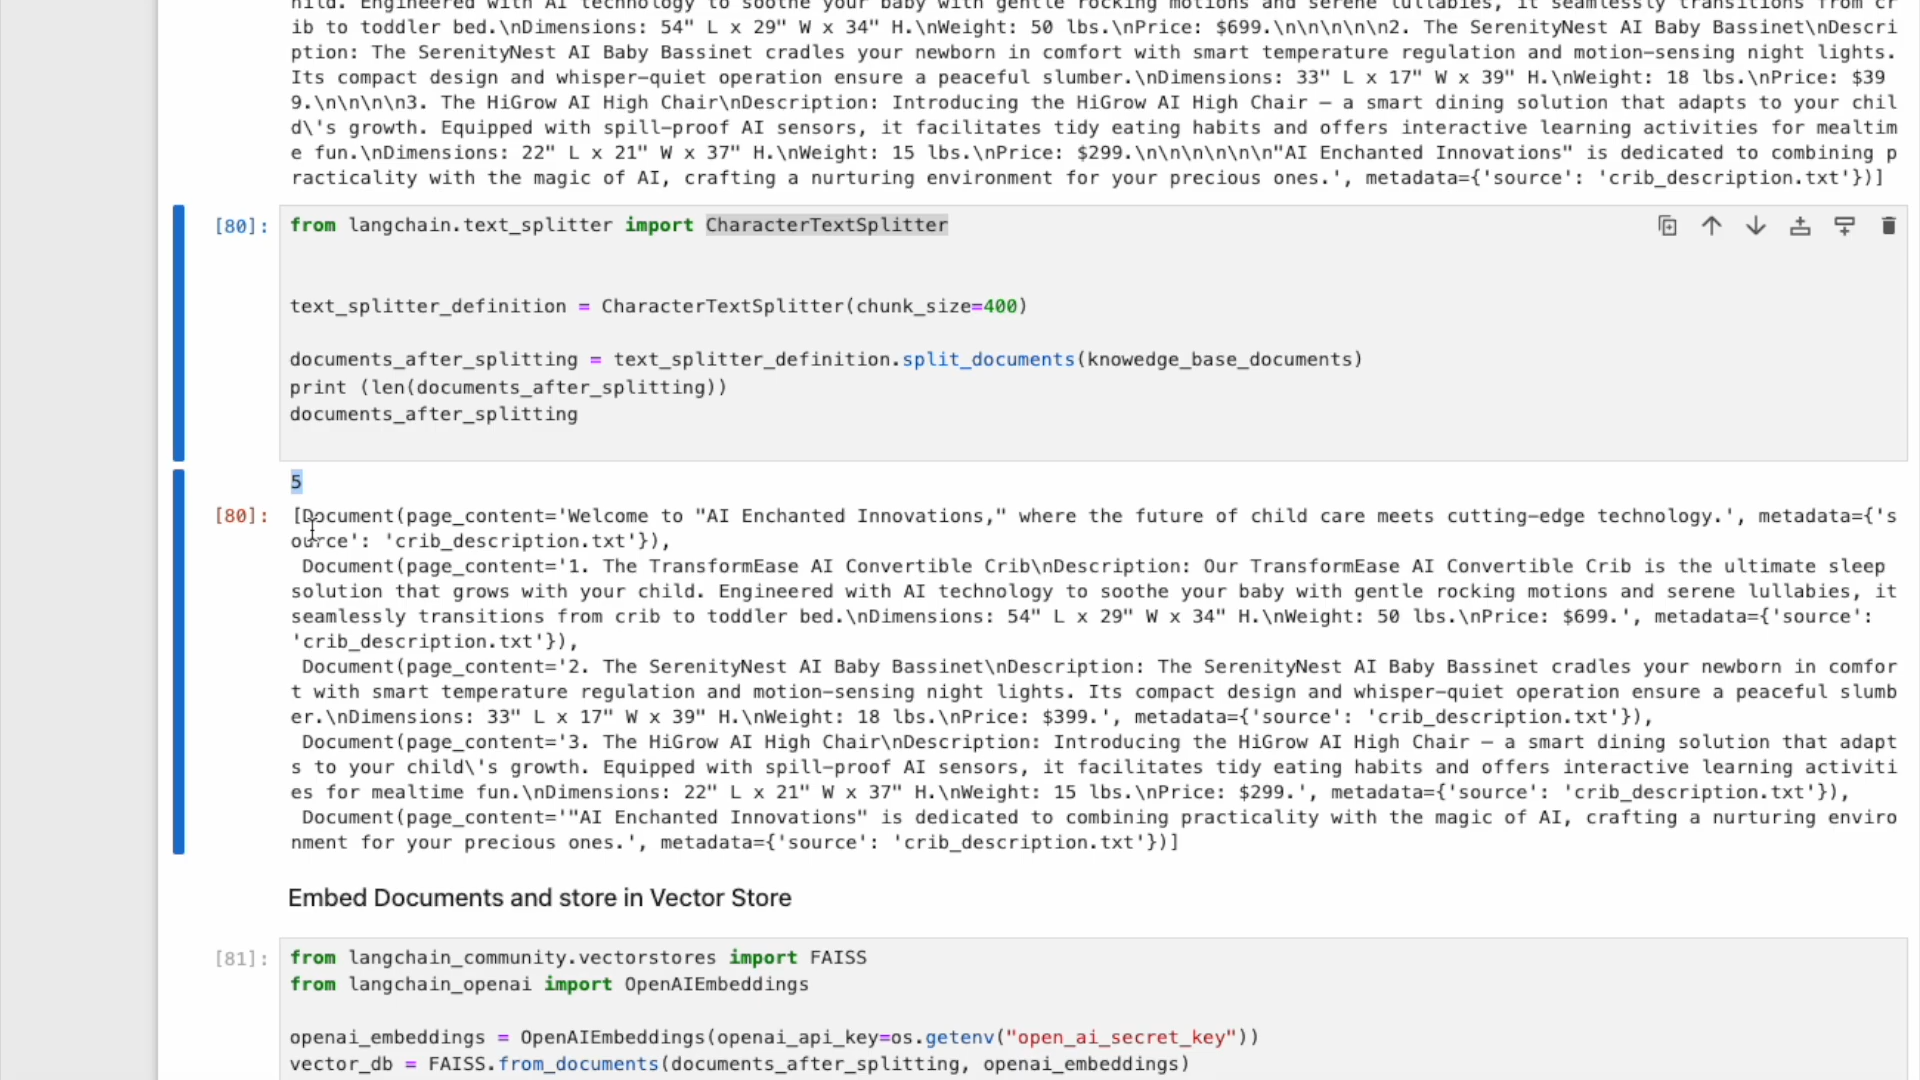 hild. Engineered with AI technology to soothe your baby with gentle rocking motions and serene lullabies, it seamlessly transitions from cr
ib to toddler bed.\nDimensions: 54" L x 29" W x 34" H.\nWeight: 50 lbs.\nPrice: $699.\n\n\n\n\n2. The SerenityNest AI Baby Bassinet\nDescri
ption: The SerenityNest AI Baby Bassinet cradles your newborn in comfort with smart temperature regulation and motion-sensing night lights.
Its compact design and whisper-quiet operation ensure a peaceful slumber.\nDimensions: 33" L x 17" W x 39" H.\nWeight: 18 lbs.\nPrice: $39
9.\n\n\n\n3. The HiGrow AI High Chair\nDescription: Introducing the HiGrow AI High Chair – a smart dining solution that adapts to your chil
d\'s growth. Equipped with spill-proof AI sensors, it facilitates tidy eating habits and offers interactive learning activities for mealtim
e fun.\nDimensions: 22" L x 21" W x 37" H.\nWeight: 15 lbs.\nPrice: $299.\n\n\n\n\n\n"AI Enchanted Innovations" is dedicated to combining p
racticality with the magic of AI, crafting a nurturing environment for your precious ones.', metadata={'source': 'crib_description.txt'})]
[80]: from langchain.text_splitter import CharacterTextSplitter
text_splitter_definition = CharacterTextSplitter(chunk_size=400)
documents_after_splitting = text_splitter_definition.split_documents(knowedge_base_documents)
print (len(documents_after_splitting))
documents_after_splitting
5
[80]: [Document(page_content='Welcome to "AI Enchanted Innovations," where the future of child care meets cutting-edge technology.', metadata={'s
ource': 'crib_description.txt'}),
Document(page_content='1. The TransformEase AI Convertible Crib\nDescription: Our TransformEase AI Convertible Crib is the ultimate sleep
solution that grows with your child. Engineered with AI technology to soothe your baby with gentle rocking motions and serene lullabies, it
seamlessly transitions from crib to toddler bed.\nDimensions: 54" L x 29" W x 34" H.\nWeight: 50 lbs.\nPrice: $699.', metadata={'source':
'crib_description.txt'}),
Document(page_content='2. The SerenityNest AI Baby Bassinet\nDescription: The SerenityNest AI Baby Bassinet cradles your newborn in comfor
t with smart temperature regulation and motion-sensing night lights. Its compact design and whisper-quiet operation ensure a peaceful slumb
er.\nDimensions: 33" L x 17" W x 39" H.\nWeight: 18 lbs.\nPrice: $399.', metadata={'source': 'crib_description.txt'}),
Document(page_content='3. The HiGrow AI High Chair\nDescription: Introducing the HiGrow AI High Chair – a smart dining solution that adapt
s to your child\'s growth. Equipped with spill-proof AI sensors, it facilitates tidy eating habits and offers interactive learning activiti
es for mealtime fun.\nDimensions: 22" L x 21" W x 37" H.\nWeight: 15 lbs.\nPrice: $299.', metadata={'source': 'crib_description.txt'}),
Document(page_content='"AI Enchanted Innovations" is dedicated to combining practicality with the magic of AI, crafting a nurturing enviro
nment for your precious ones.', metadata={'source': 'crib_description.txt'})]
Embed Documents and store in Vector Store
[81]: from langchain_community.vectorstores import FAISS
from langchain_openai import OpenAIEmbeddings
openai_embeddings = OpenAIEmbeddings(openai_api_key=os.getenv("open_ai_secret_key"))
vector_db = FAISS.from_documents(documents_after_splitting, openai_embeddings)